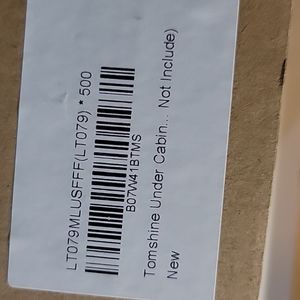 LT079MLUSFFF(LT079) * 500
B07W41BTMS
Tomshine Under Cabin... Not Include)
New